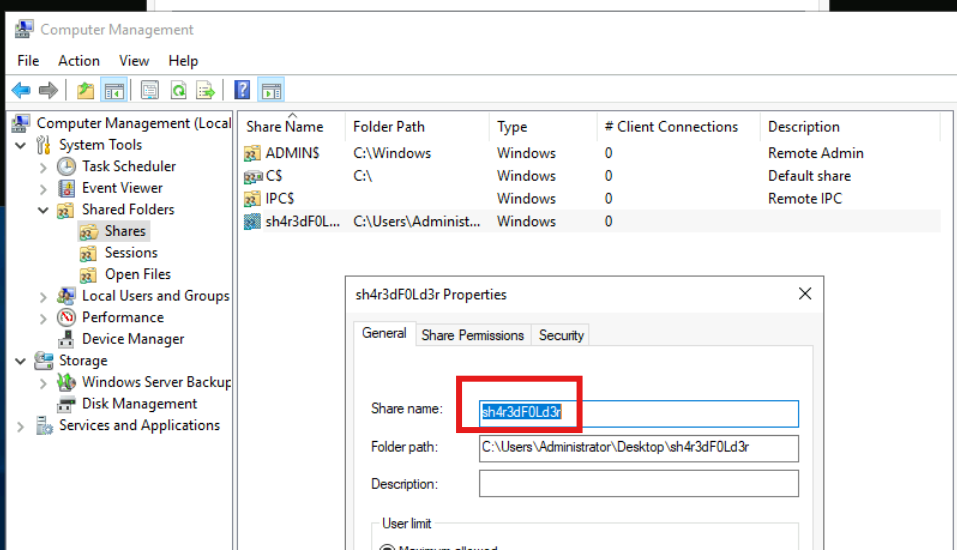 Computer Management
File Action View Help
Computer Management (Local
System Tools
Task Scheduler
Event Viewer
Shared Folders
Shares
Sessions
Open Files
Local Users and Groups
Performance
Device Manager
Storage
Windows Server Backup
Disk Management
Services and Applications
Share Name Folder Path Type # Client Connections Description
ADMIN$ C:\Windows Windows 0 Remote Admin
C$ C:\ Windows 0 Default share
IPC$ Windows 0 Remote IPC
sh4r3dF0L... C:\Users\Administ... Windows 0
sh4r3dF0Ld3r Properties
General Share Permissions Security
Share name: sh4r3dF0Ld3r
Folder path: C:\Users\Administrator\Desktop\sh4r3dF0Ld3r
Description:
User limit
Maximum allowed